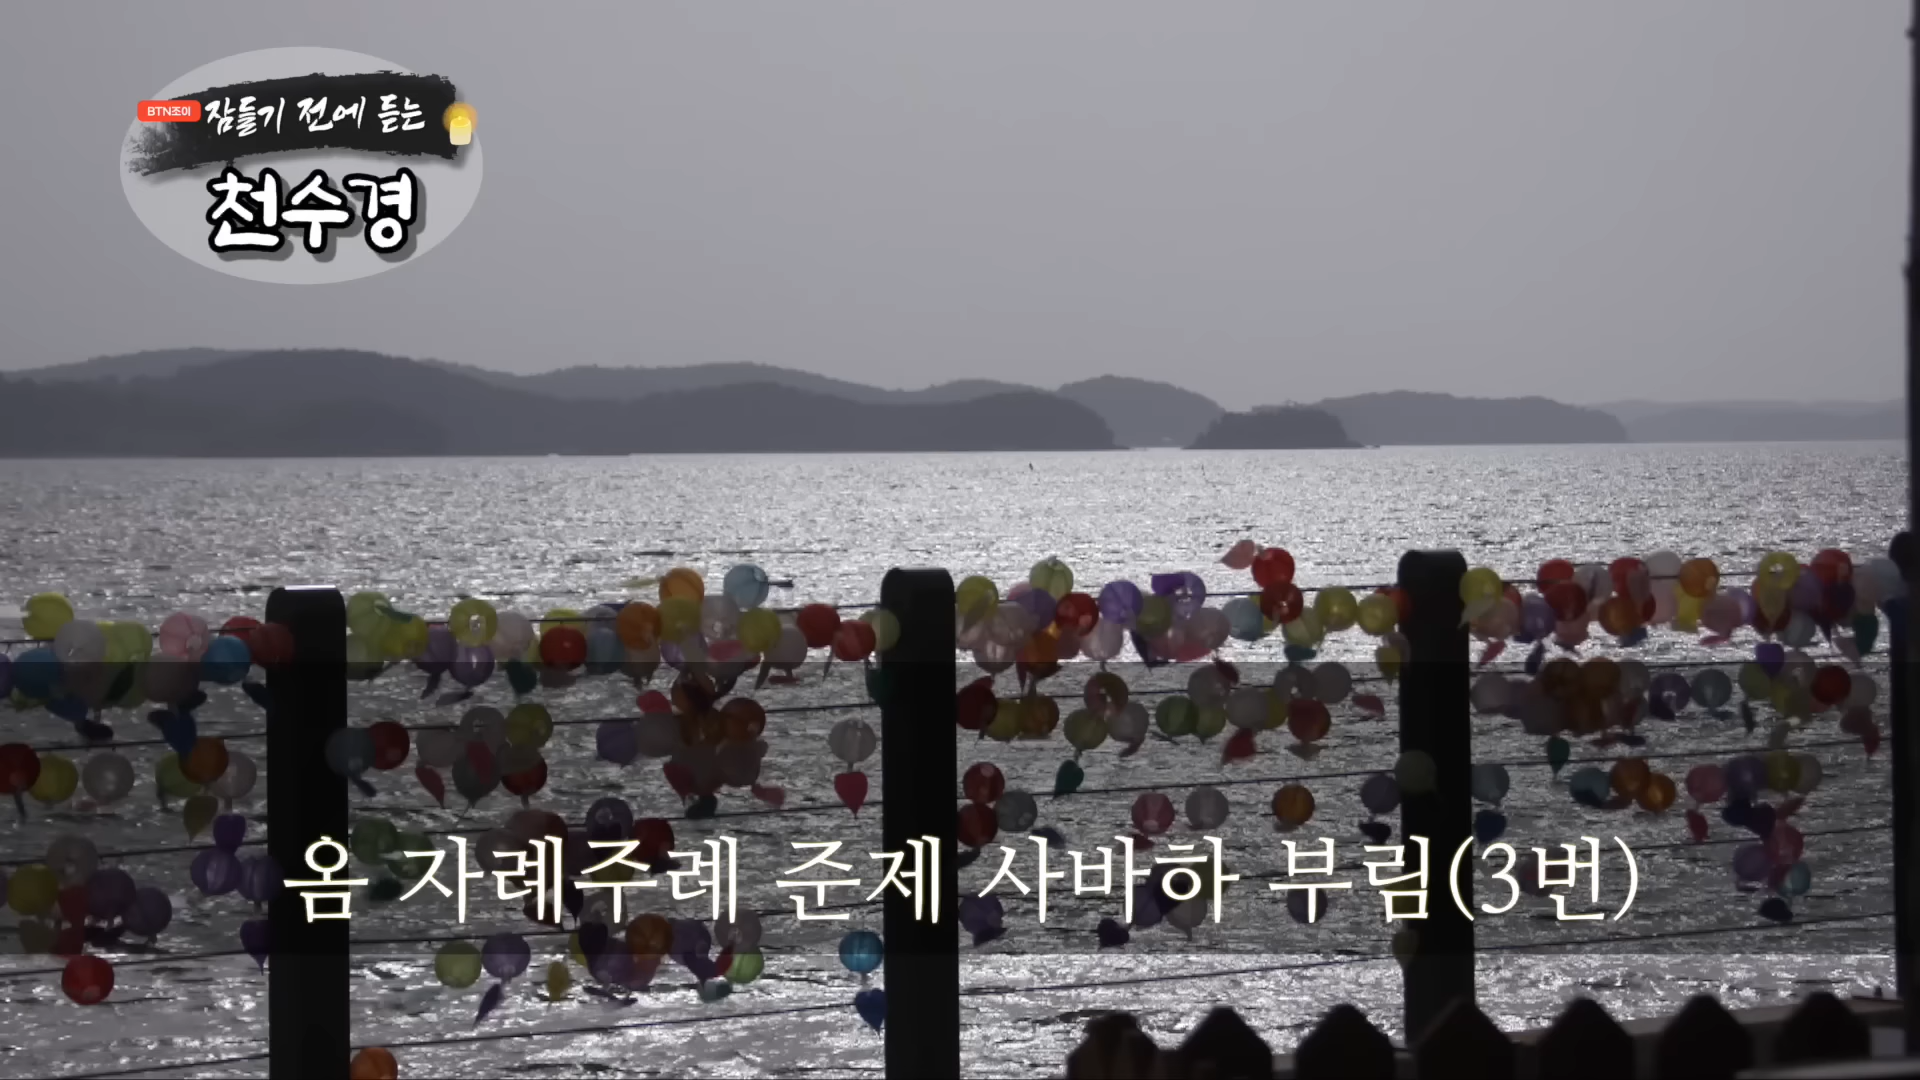 BTN조이
잠들기 전에 듣는
천수경
옴 자례주례 준제 사바하 부림(3번)